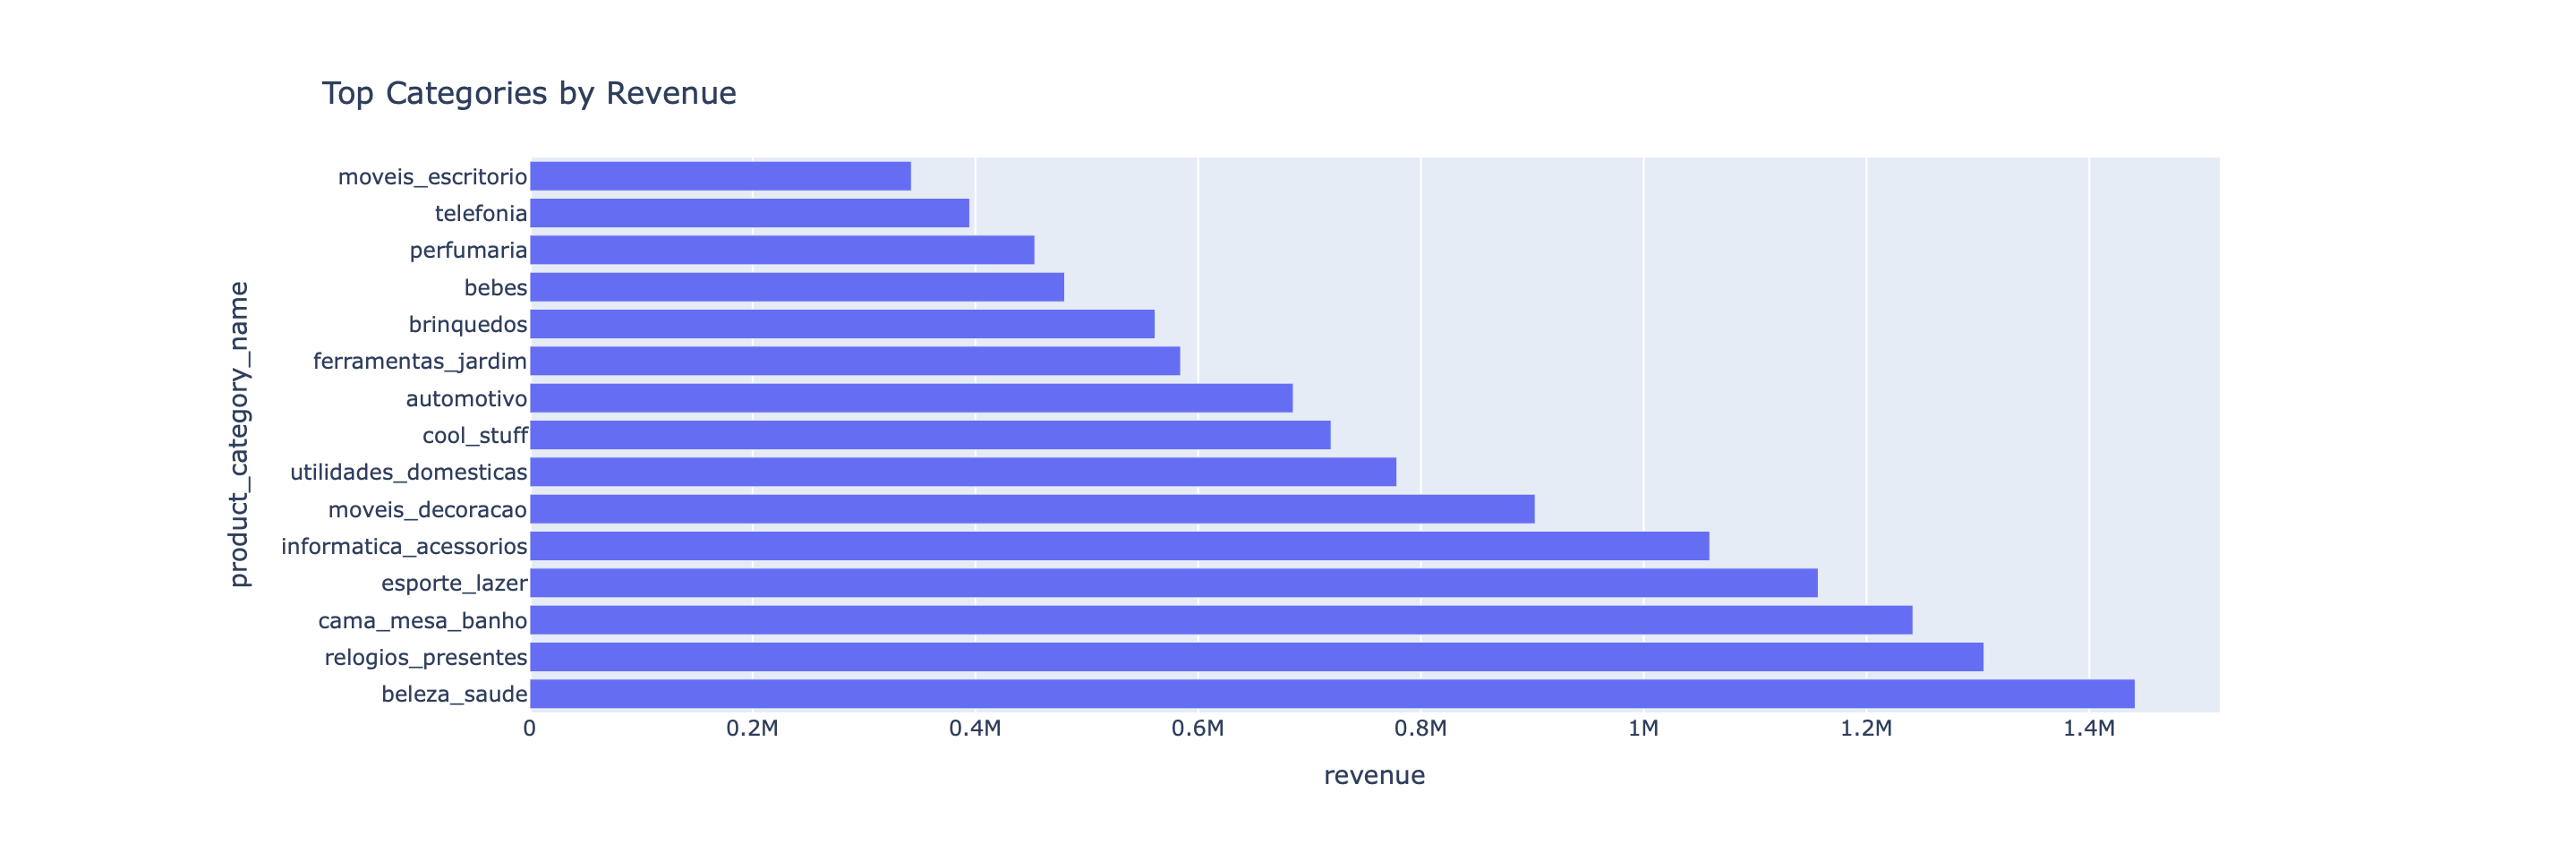 Top Categories by Revenue
product_category_name
moveis_escritorio
telefonia
perfumaria
bebes
brinquedos
ferramentas_jardim
automotivo
cool_stuff
utilidades_domesticas
moveis_decoracao
informatica_acessorios
esporte_lazer
cama_mesa_banho
relogios_presentes
beleza_saude
0 0.2M 0.4M 0.6M 0.8M 1M 1.2M 1.4M
revenue